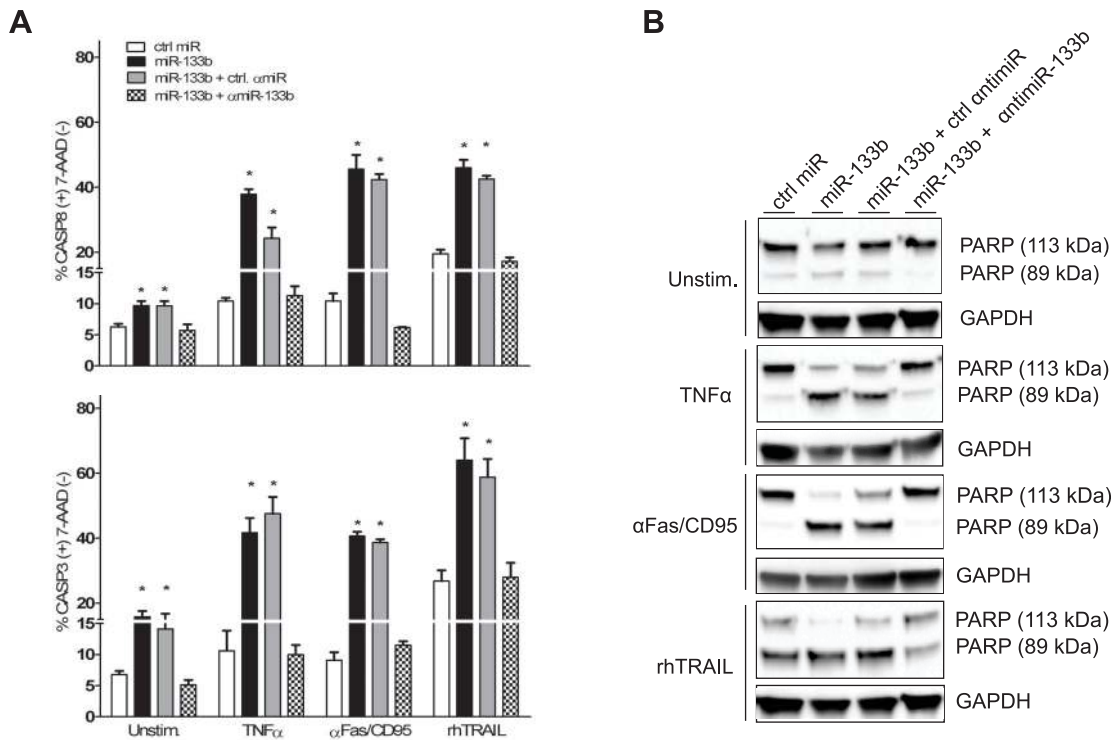 A
ctrl miR
miR-133b
miR-133b + ctrl. αmiR
miR-133b + αmiR-133b
% CASP8 (+) 7-AAD (-)
80
60
40
20
15
10
5
0
* * * * * * * *
% CASP3 (+) 7-AAD (-)
80
60
40
20
15
10
5
0
* * * * * * * *
Unstim. TNFα αFas/CD95 rhTRAIL
B
ctrl miR
miR-133b
miR-133b + ctrl αntimiR
miR-133b + αntimiR-133b
Unstim.
PARP (113 kDa)
PARP (89 kDa)
GAPDH
TNFα
PARP (113 kDa)
PARP (89 kDa)
GAPDH
αFas/CD95
PARP (113 kDa)
PARP (89 kDa)
GAPDH
rhTRAIL
PARP (113 kDa)
PARP (89 kDa)
GAPDH